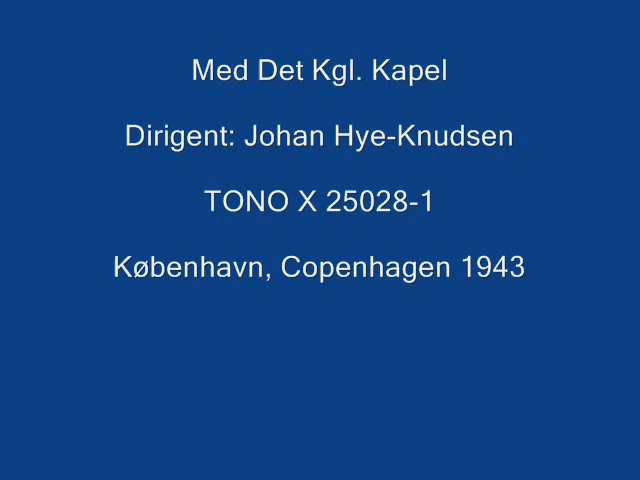 Med Det Kgl. Kapel
Dirigent: Johan Hye-Knudsen
TONO X 25028-1
København, Copenhagen 1943